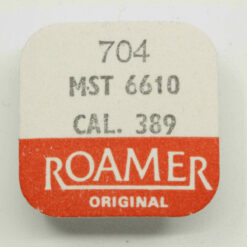 704
MST 6610
CAL. 389
ROAMER
ORIGINAL